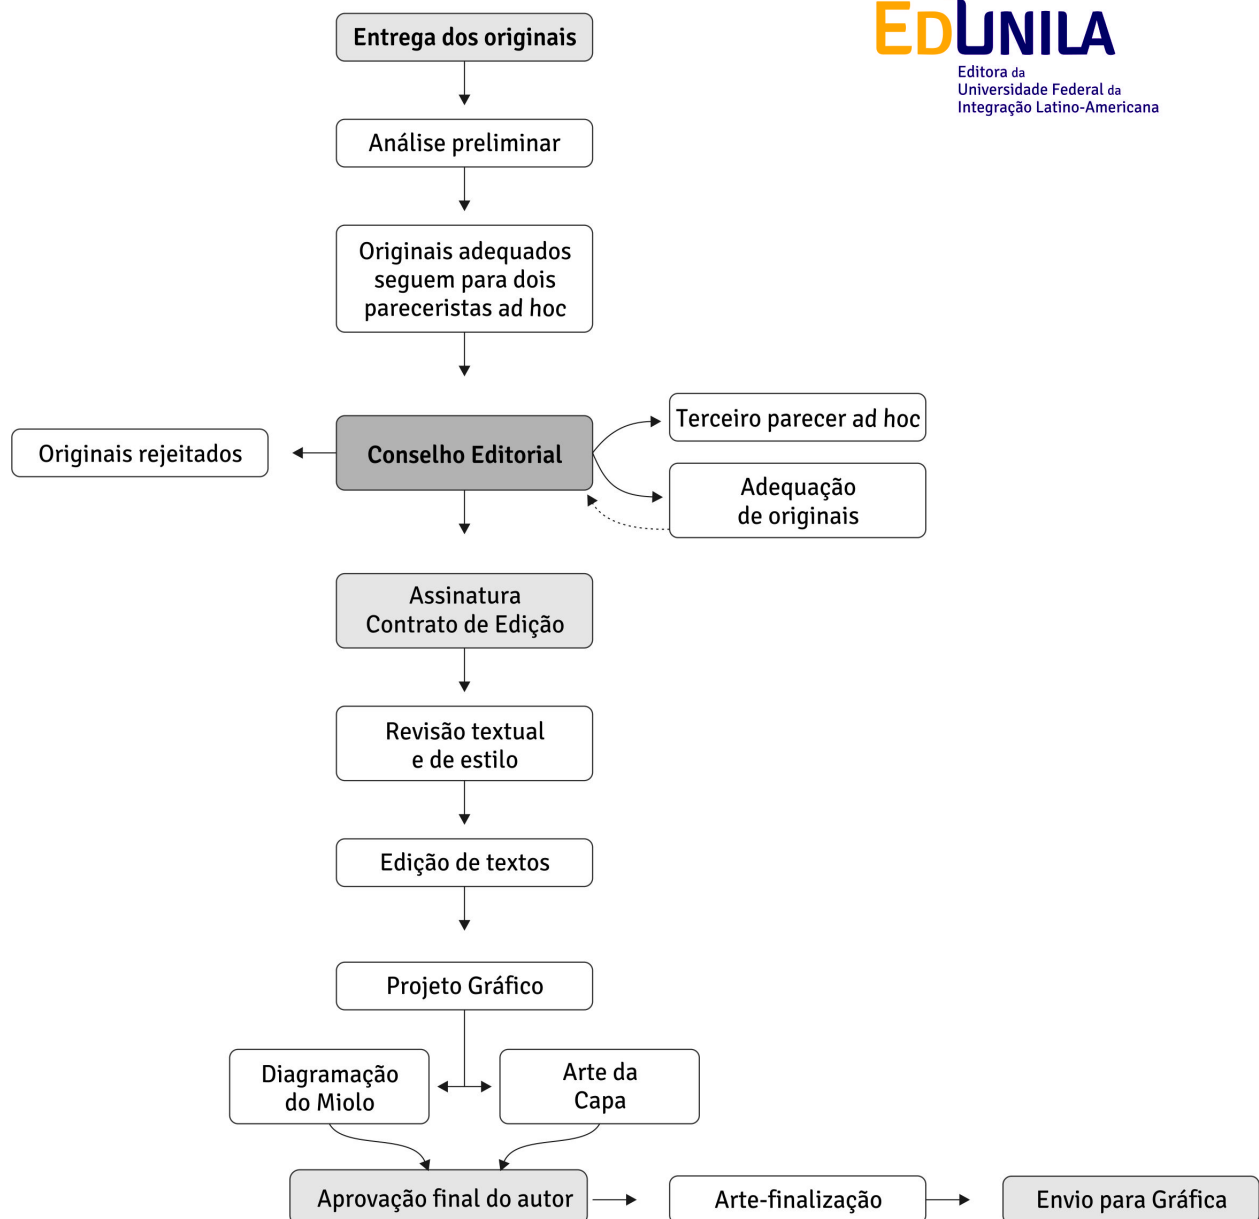 Entrega dos originais
EDUNILA
Editora da
Universidade Federal da
Integração Latino-Americana
Análise preliminar
Originais adequados
seguem para dois
pareceristas ad hoc
Originais rejeitados
Conselho Editorial
Terceiro parecer ad hoc
Adequação
de originais
Assinatura
Contrato de Edição
Revisão textual
e de estilo
Edição de textos
Projeto Gráfico
Diagramação
do Miolo
Arte da
Capa
Aprovação final do autor
Arte-finalização
Envio para Gráfica